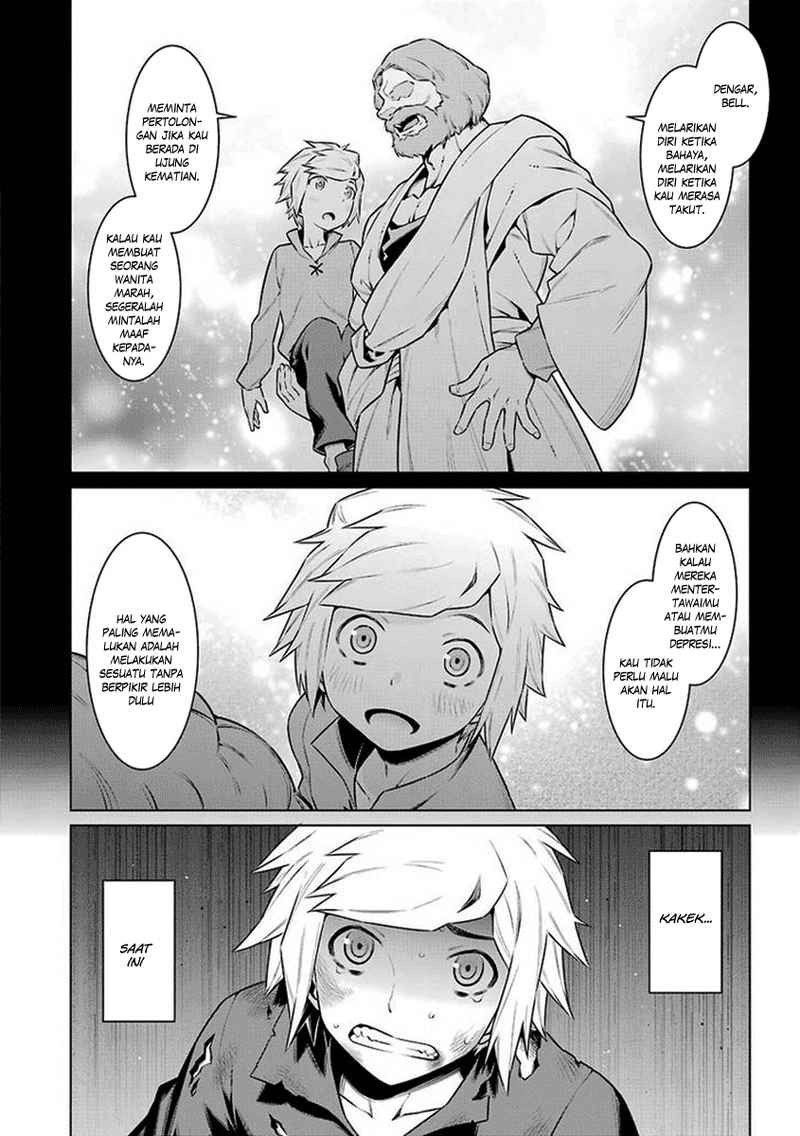 DENGAR,
BELL.
MELARIKAN
DIRI KETIKA
BAHAYA,
MELARIKAN
DIRI KETIKA
KAU MERASA
TAKUT.
MEMINTA
PERTOLON-
GAN JIKA KAU
BERADA DI
UJUNG
KEMATIAN.
KALAU KAU
MEMBUAT
SEORANG
WANITA
MARAH,
SEGERALAH
MINTALAH
MAAF
KEPADA-
NYA.
BAHKAN
KALAU
MEREKA
MENTER-
TAWAIMU
ATAU MEM-
BUATMU
DEPRESI...
KAU TIDAK
PERLU MALU
AKAN HAL
ITU.
HAL YANG
PALING MEMA-
LUKAN ADALAH
MELAKUKAN
SESUATU TANPA
BERPIKIR LEBIH
DULU
KAKEK...
SAAT
INI